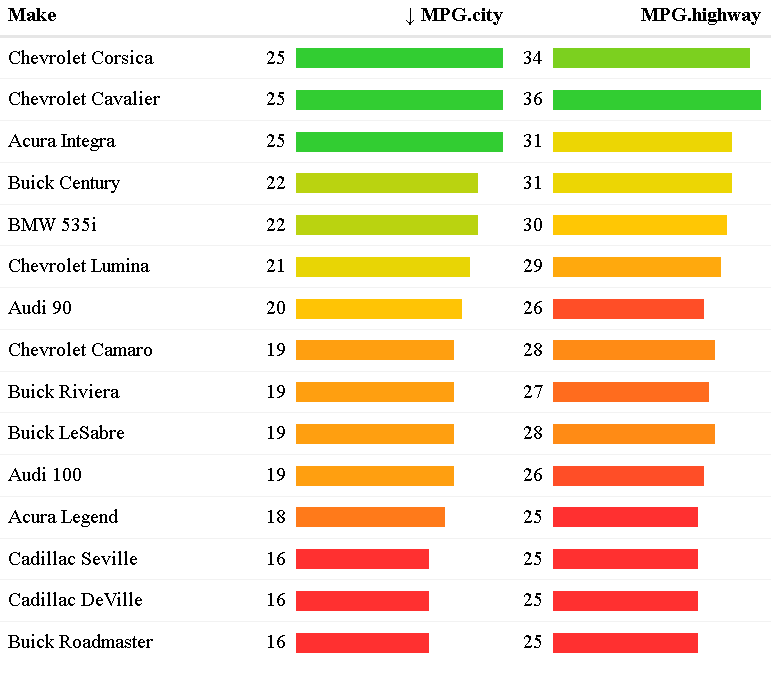 Make ↓ MPG.city MPG.highway
Chevrolet Corsica 25 34
Chevrolet Cavalier 25 36
Acura Integra 25 31
Buick Century 22 31
BMW 535i 22 30
Chevrolet Lumina 21 29
Audi 90 20 26
Chevrolet Camaro 19 28
Buick Riviera 19 27
Buick LeSabre 19 28
Audi 100 19 26
Acura Legend 18 25
Cadillac Seville 16 25
Cadillac DeVille 16 25
Buick Roadmaster 16 25